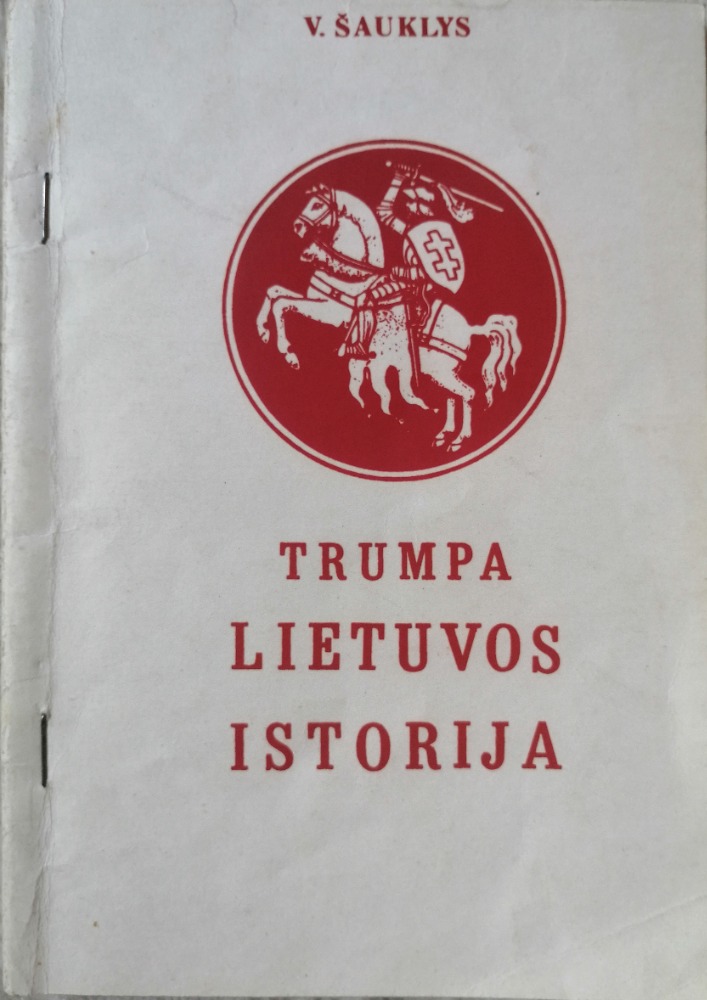 V. ŠAUKLYS
TRUMPA
LIETUVOS
ISTORIJA